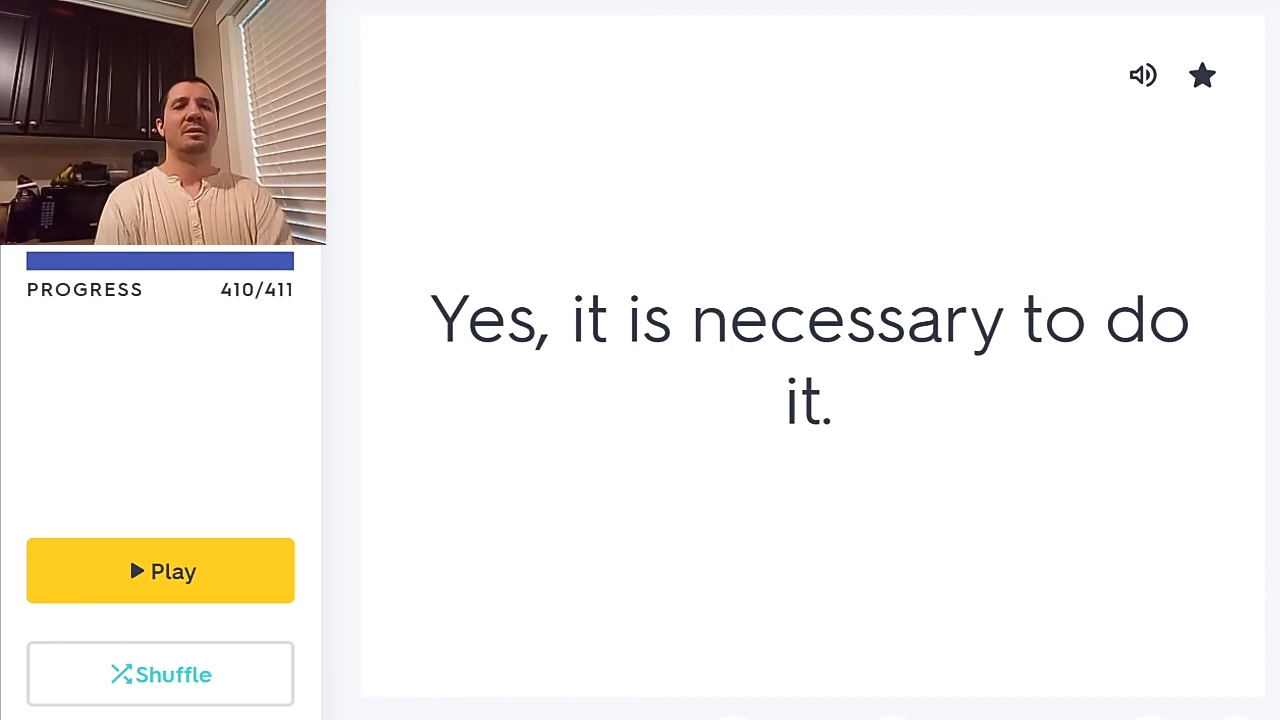 PROGRESS 410/411
Play
Shuffle
Yes, it is necessary to do
it.